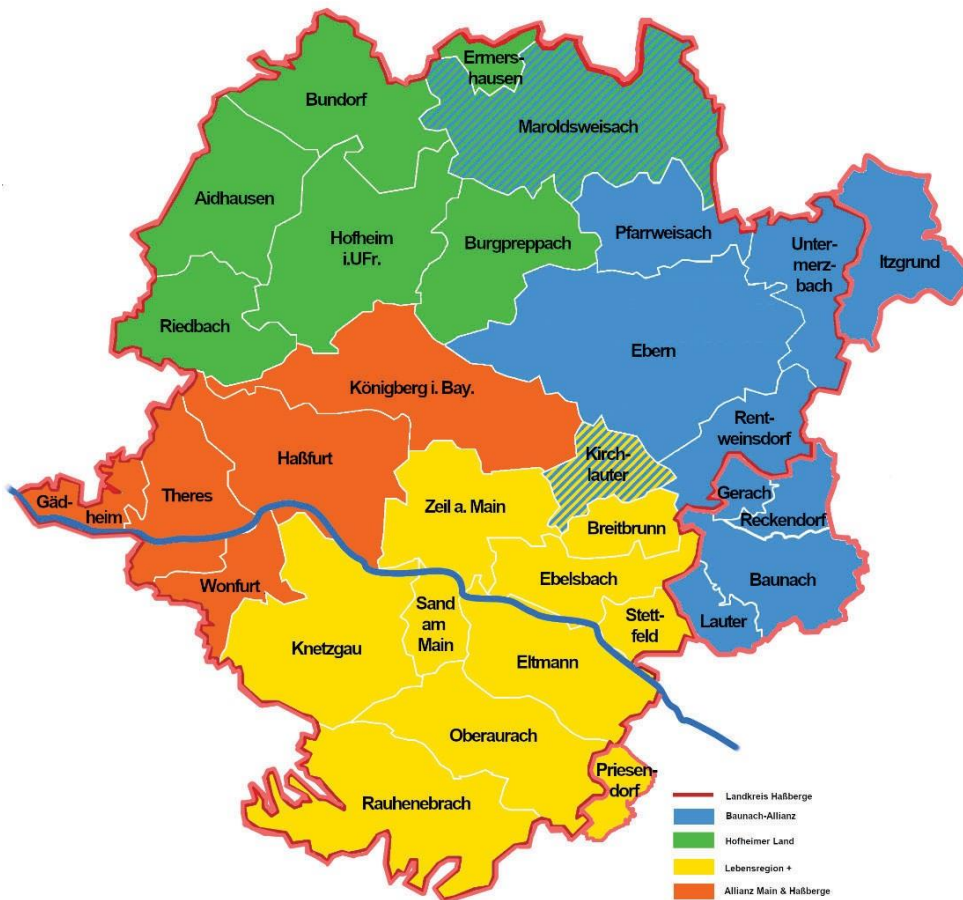 Ermers-
hausen
Bundorf
Maroldsweisach
Aidhausen
Hofheim
i.UFr.
Burgpreppach
Pfarrweisach
Unter-
merz-
bach
Itzgrund
Riedbach
Ebern
Königberg i. Bay.
Rent-
weinsdorf
Haßfurt
Kirch-
lauter
Theres
Gäd-
heim
Zeil a. Main
Gerach
Reckendorf
Breitbrunn
Ebelsbach
Baunach
Wonfurt
Sand
am
Main
Stett-
feld
Lauter
Knetzgau
Eltmann
Oberaurach
Priesen-
dorf
Rauhenebrach
Landkreis Haßberge
Baunach-Allianz
Hofheimer Land
Lebensregion +
Allianz Main & Haßberge